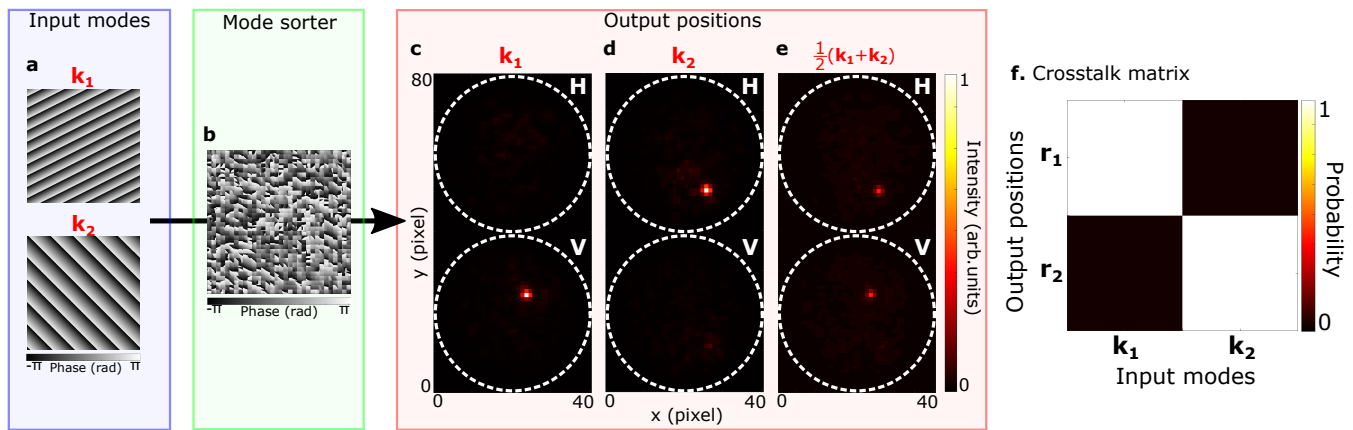 Input modes
Mode sorter
Output positions
a
k₁
k₂
-π Phase (rad) π
b
-π Phase (rad) π
c
k₁
d
k₂
e
½(k₁+k₂)
80
H
H
H
V
V
V
y (pixel)
0
0
40
0
40
0
40
x (pixel)
1
Intensity (arb.units)
0
f. Crosstalk matrix
Output positions
r₁
r₂
k₁
k₂
Input modes
1
Probability
0